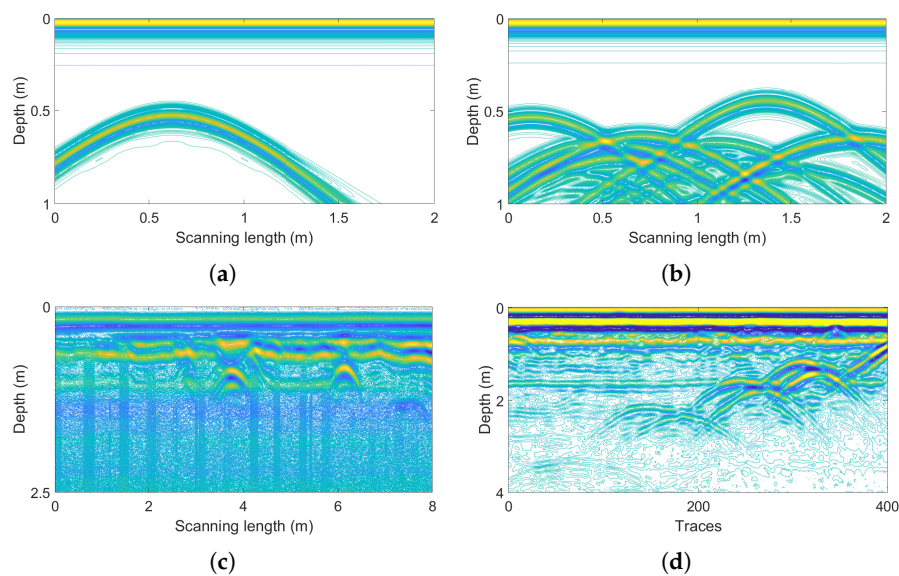 0
0.5
1
Depth (m)
0 0.5 1 1.5 2
Scanning length (m)
(a)
0
0.5
1
Depth (m)
0 0.5 1 1.5 2
Scanning length (m)
(b)
0
1
2.5
Depth (m)
0 2 4 6 8
Scanning length (m)
(c)
0
2
4
Depth (m)
0 200 400
Traces
(d)